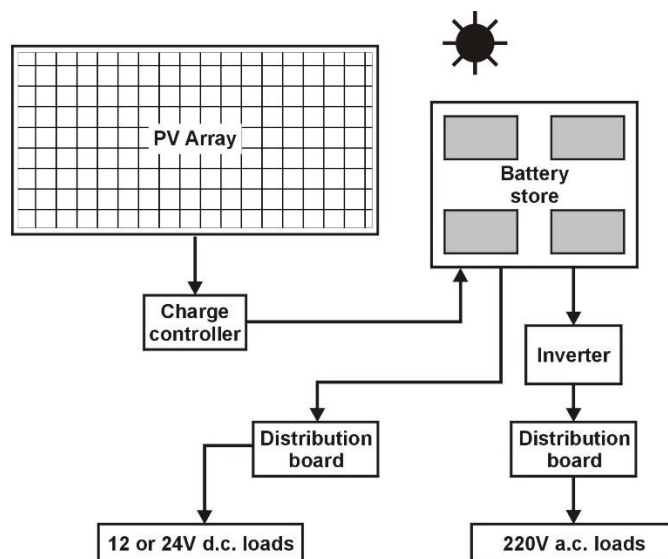 PV Array
Battery
store
Charge
controller
Inverter
Distribution
board
Distribution
board
12 or 24V d.c. loads
220V a.c. loads